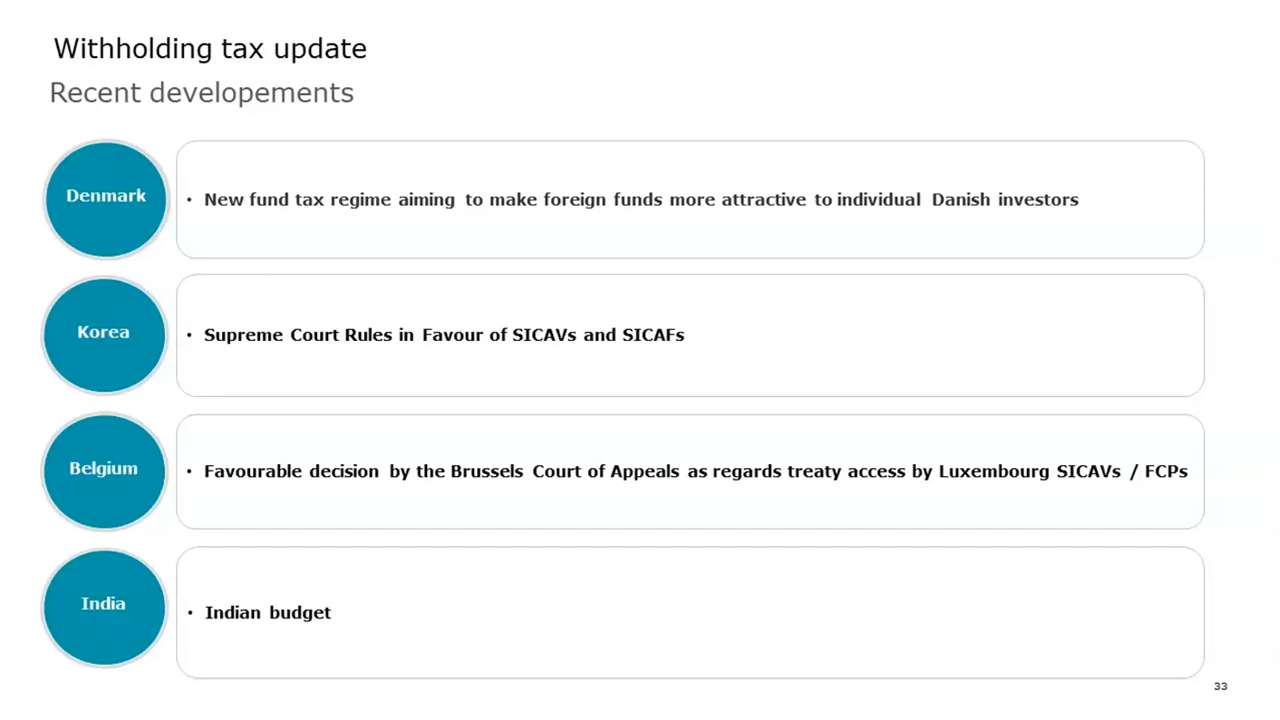 Withholding tax update
Recent developements
Denmark
• New fund tax regime aiming to make foreign funds more attractive to individual Danish investors
Korea
• Supreme Court Rules in Favour of SICAVs and SICAFs
Belgium
• Favourable decision by the Brussels Court of Appeals as regards treaty access by Luxembourg SICAVs / FCPs
India
• Indian budget
33